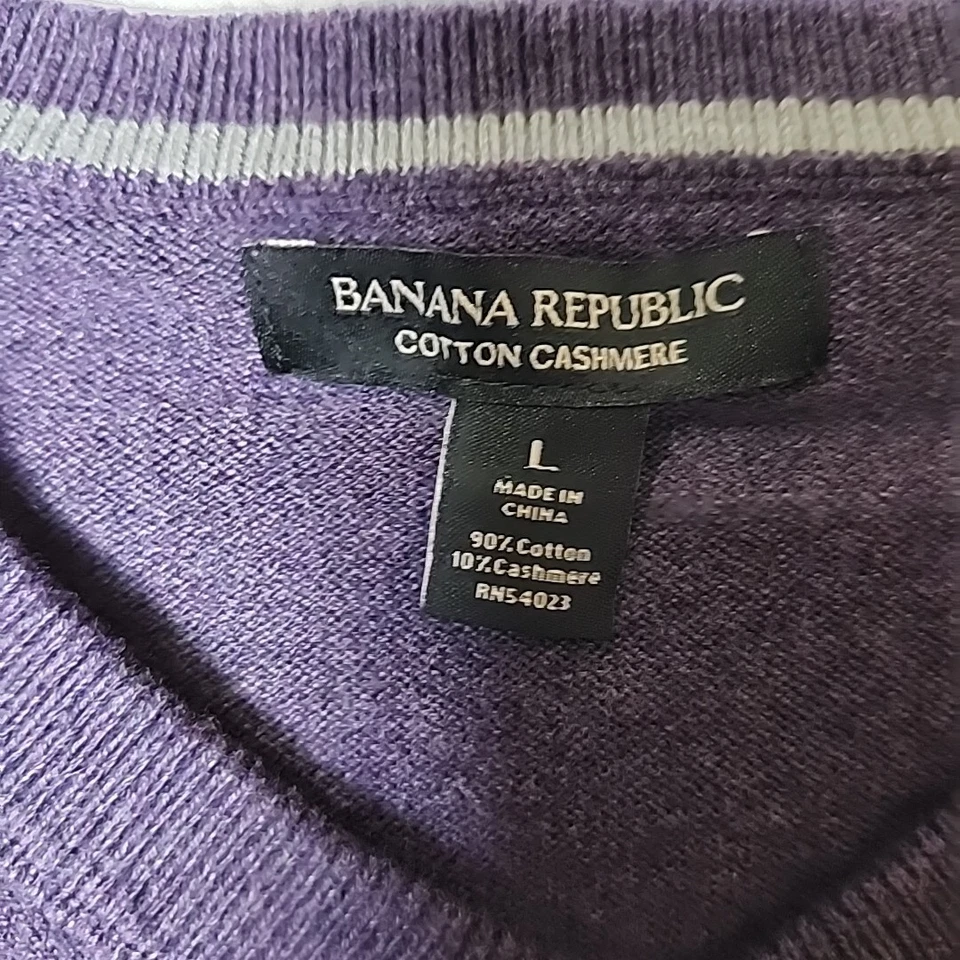 BANANA REPUBLIC
COTTON CASHMERE
L
MADE IN
CHINA
90% Cotton
10% Cashmere
RN54023